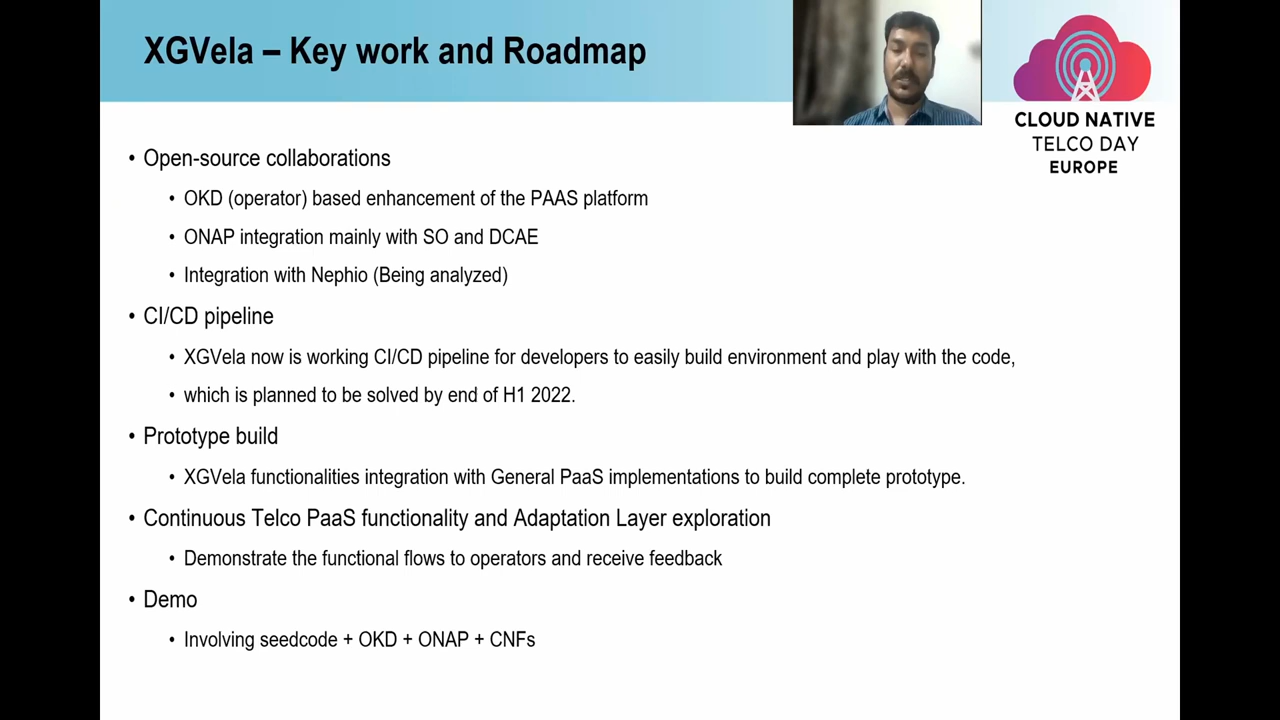 XGVela – Key work and Roadmap
CLOUD NATIVE
TELCO DAY
EUROPE
• Open-source collaborations
• OKD (operator) based enhancement of the PAAS platform
• ONAP integration mainly with SO and DCAE
• Integration with Nephio (Being analyzed)
• CI/CD pipeline
• XGVela now is working CI/CD pipeline for developers to easily build environment and play with the code,
• which is planned to be solved by end of H1 2022.
• Prototype build
• XGVela functionalities integration with General PaaS implementations to build complete prototype.
• Continuous Telco PaaS functionality and Adaptation Layer exploration
• Demonstrate the functional flows to operators and receive feedback
• Demo
• Involving seedcode + OKD + ONAP + CNFs